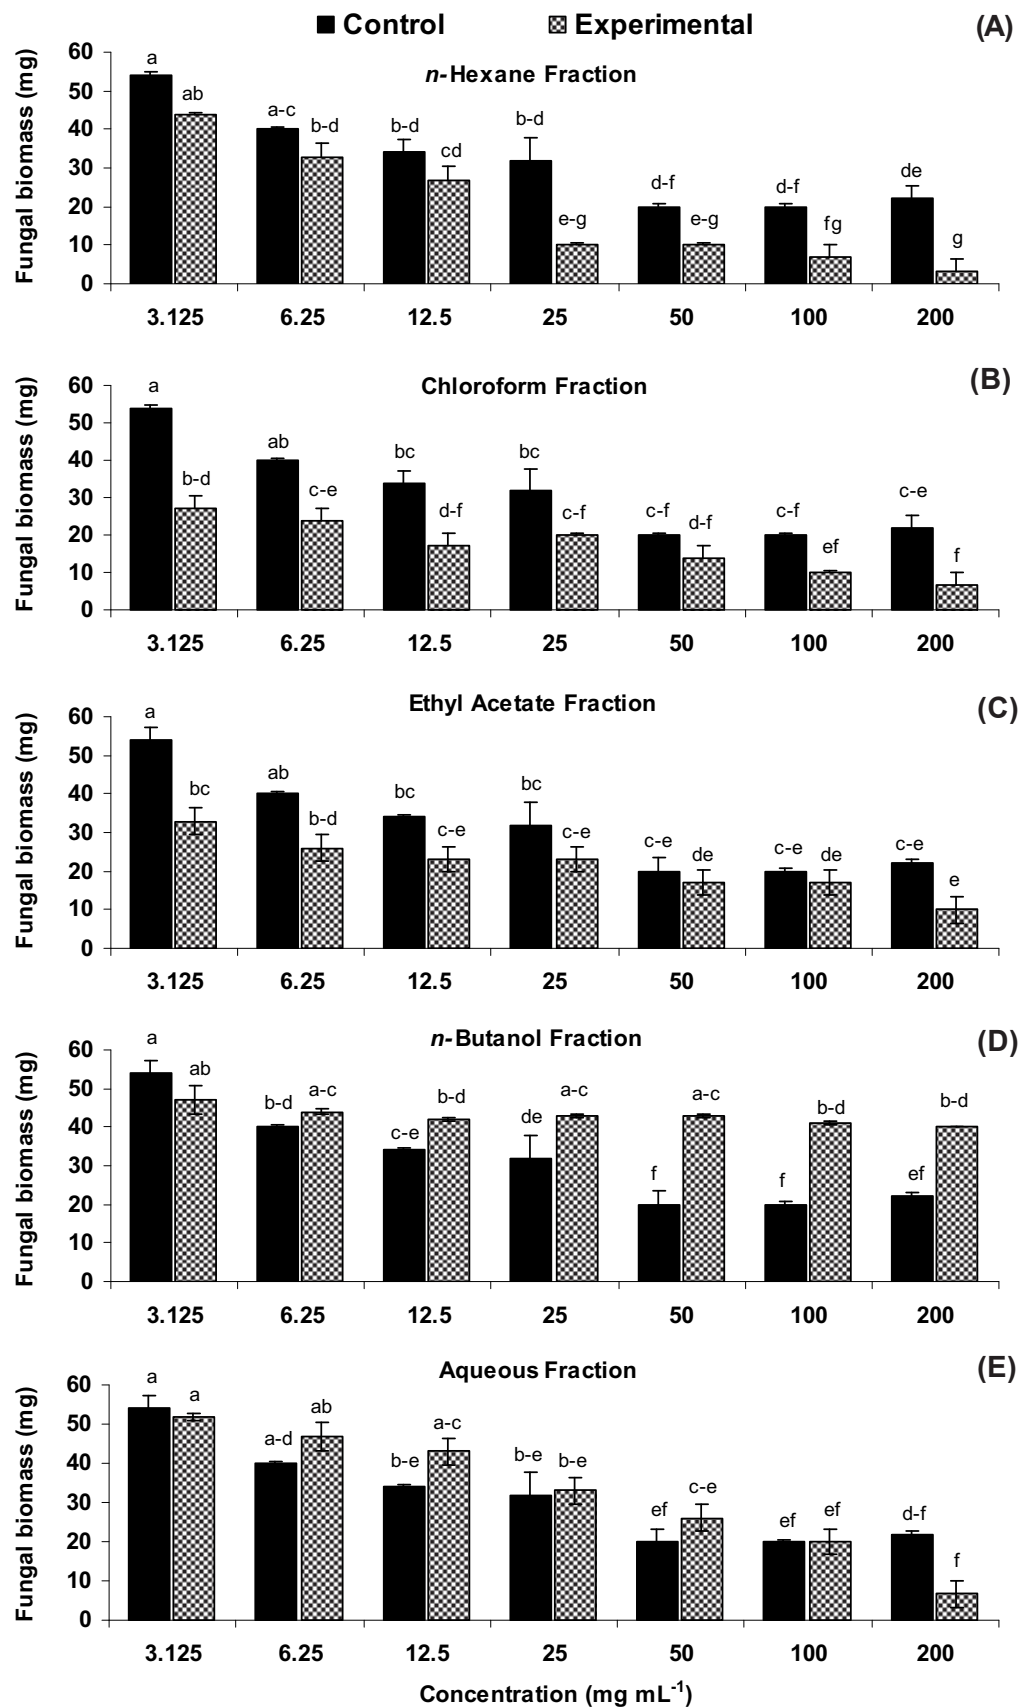 Control Experimental (A)
n-Hexane Fraction
Fungal biomass (mg)
60
50
40
30
20
10
0
a ab a-c b-d b-d cd b-d e-g d-f e-g d-f fg de g
3.125 6.25 12.5 25 50 100 200
(B)
Chloroform Fraction
Fungal biomass (mg)
60
50
40
30
20
10
0
a b-d ab c-e bc d-f bc c-f c-f d-f c-f ef c-e f
3.125 6.25 12.5 25 50 100 200
(C)
Ethyl Acetate Fraction
Fungal biomass (mg)
60
50
40
30
20
10
0
a bc ab b-d bc c-e bc c-e c-e de c-e de c-e e
3.125 6.25 12.5 25 50 100 200
(D)
n-Butanol Fraction
Fungal biomass (mg)
60
50
40
30
20
10
0
a ab b-d a-c c-e b-d de a-c f a-c f b-d ef b-d
3.125 6.25 12.5 25 50 100 200
(E)
Aqueous Fraction
Fungal biomass (mg)
60
50
40
30
20
10
0
a a a-d ab b-e a-c b-e b-e ef c-e ef ef d-f f
3.125 6.25 12.5 25 50 100 200
Concentration (mg mL⁻¹)